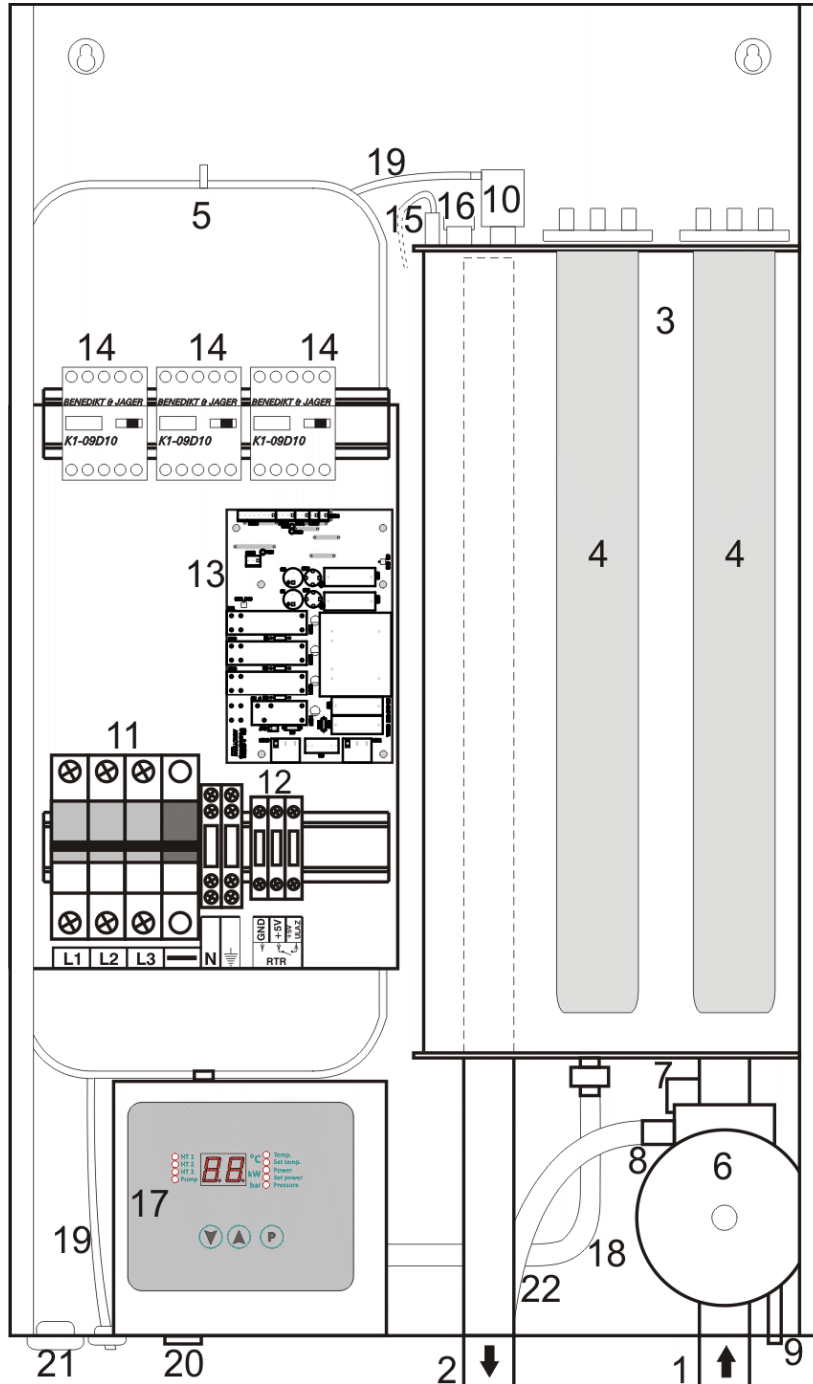 19
5
15
16
10
3
14
14
14
BENEDIKT & JAGER
BENEDIKT & JAGER
BENEDIKT & JAGER
K1-09D10
K1-09D10
K1-09D10
4
4
13
11
12
L1
L2
L3
N
GND
+5V
+5V
ULAZ
RTR
7
8
6
17
NT 1
NT 2
NT 3
Pump
88
°C
kW
bar
Temp.
Set temp.
Power
Set power
Pressure
P
19
18
22
21
20
2
1
9